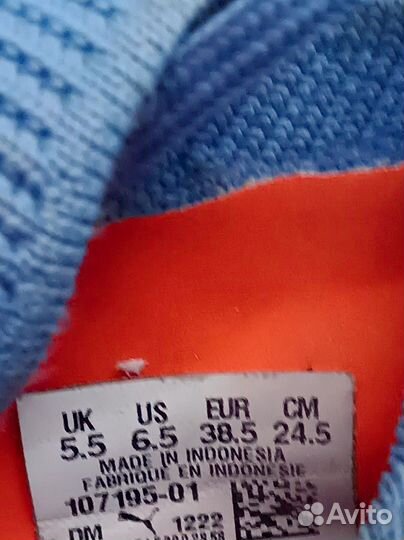 UK US EUR CM
5.5 6.5 38.5 24.5
MADE IN INDONESIA
FABRIQUE EN INDONESIE
107195-01
DM 1222
Avito